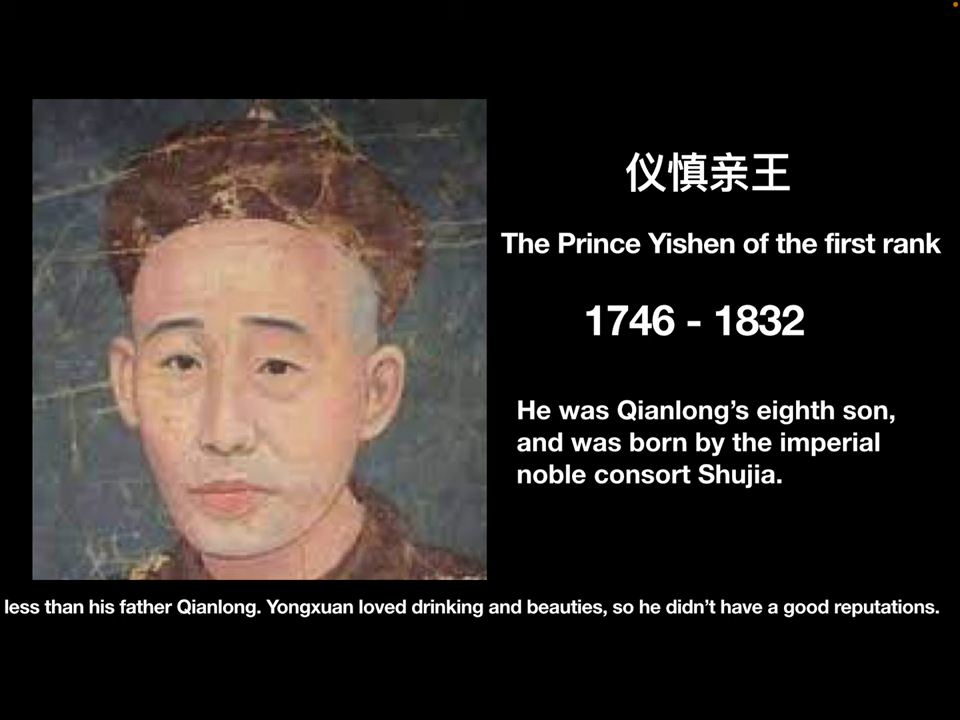 仪慎亲王
The Prince Yishen of the first rank
1746 - 1832
He was Qianlong's eighth son,
and was born by the imperial
noble consort Shujia.
less than his father Qianlong. Yongxuan loved drinking and beauties, so he didn't have a good reputations.